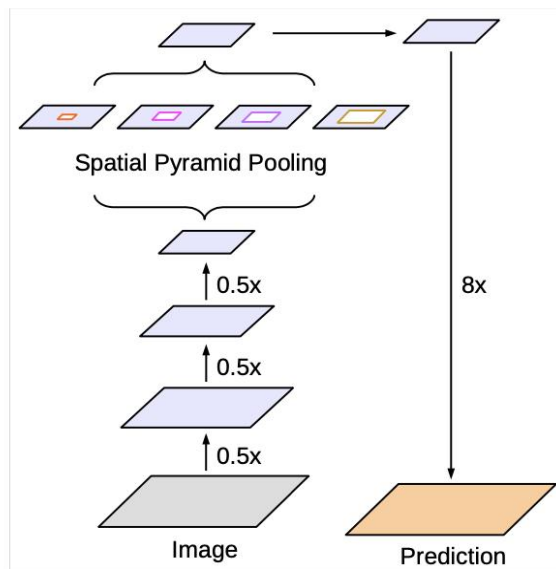 Spatial Pyramid Pooling
0.5x
0.5x
8x
0.5x
Image
Prediction